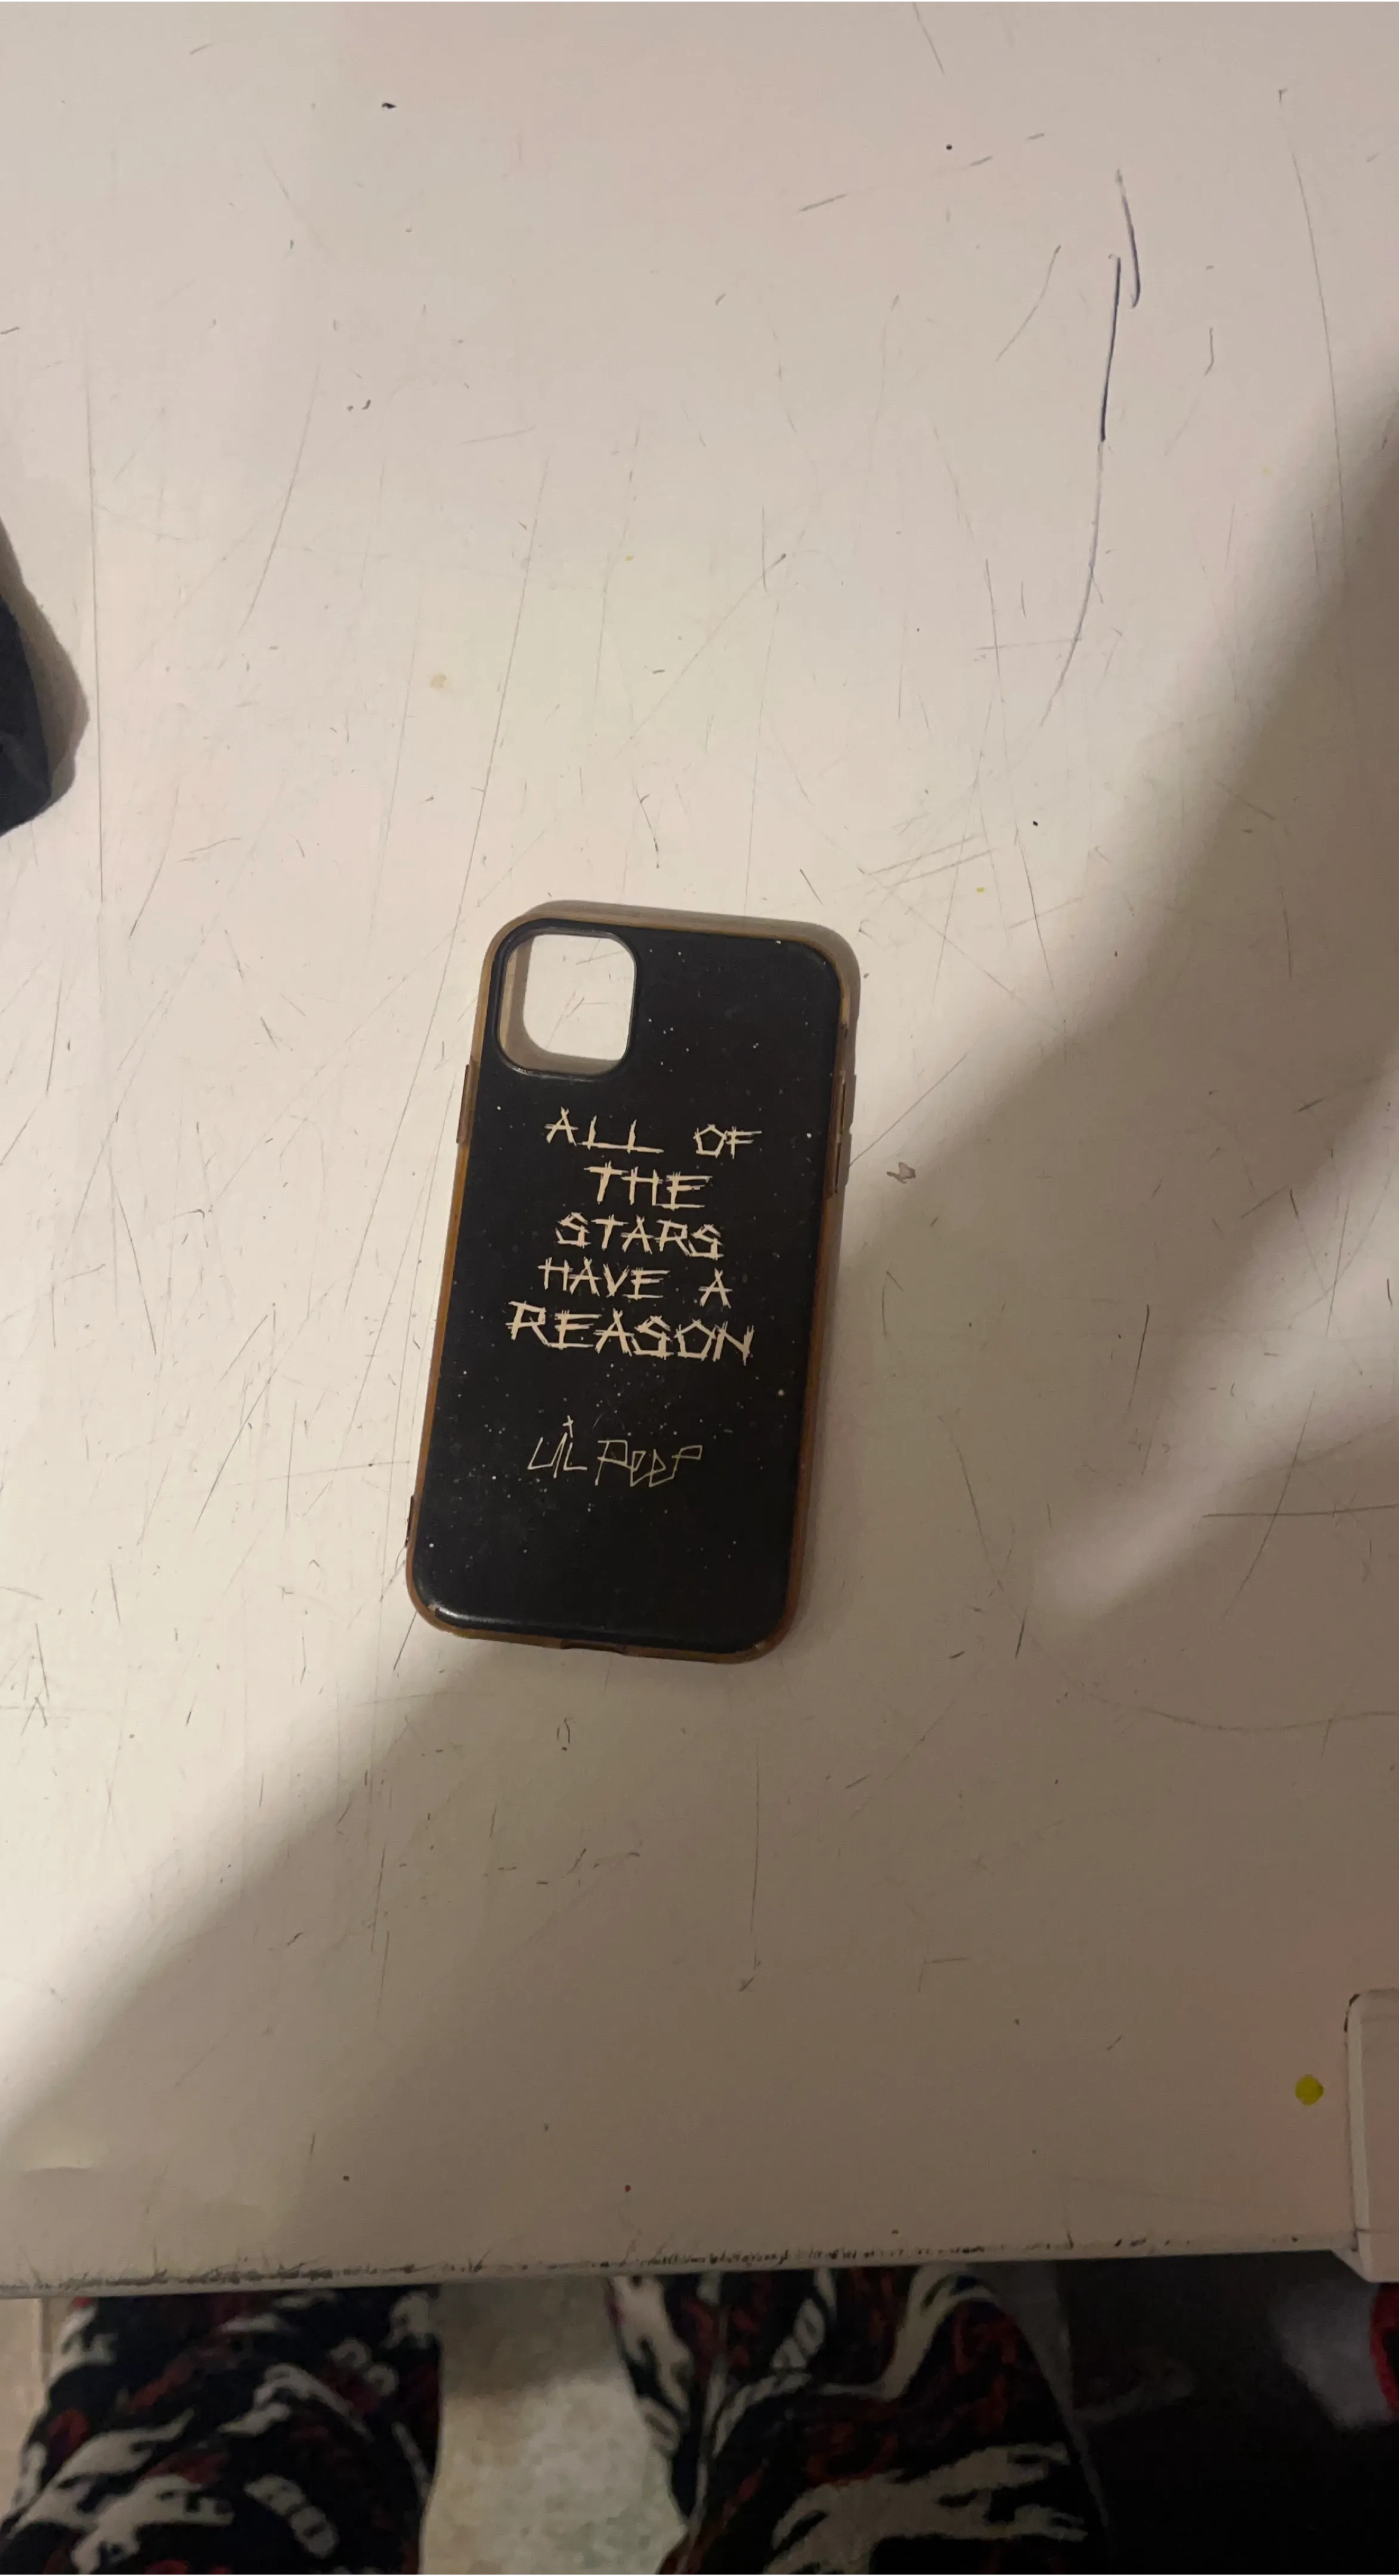 ALL OF
THE
STARS
HAVE A
REASON
LiL PEEP